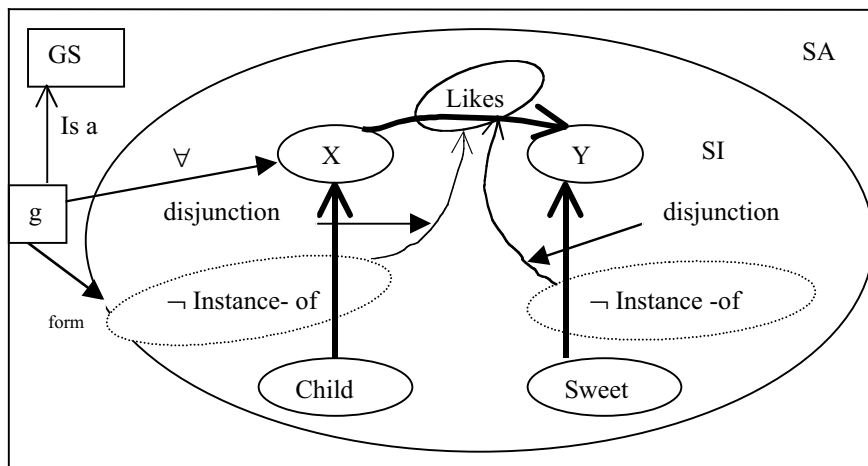 GS
SA
Likes
Is a
∀
X
Y
SI
g
disjunction
disjunction
¬ Instance- of
¬ Instance -of
form
Child
Sweet